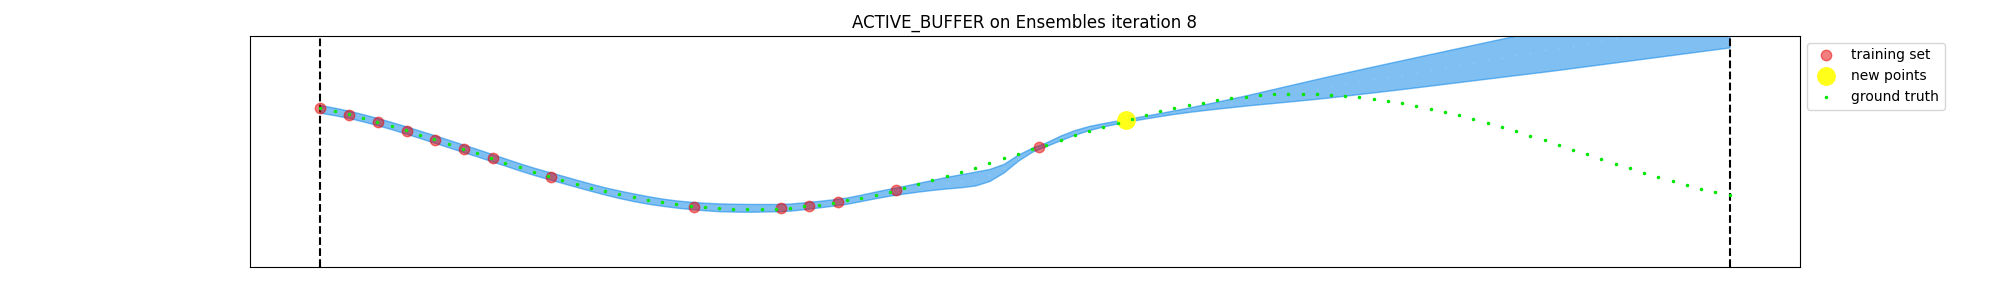 ACTIVE_BUFFER on Ensembles iteration 8
training set
new points
ground truth